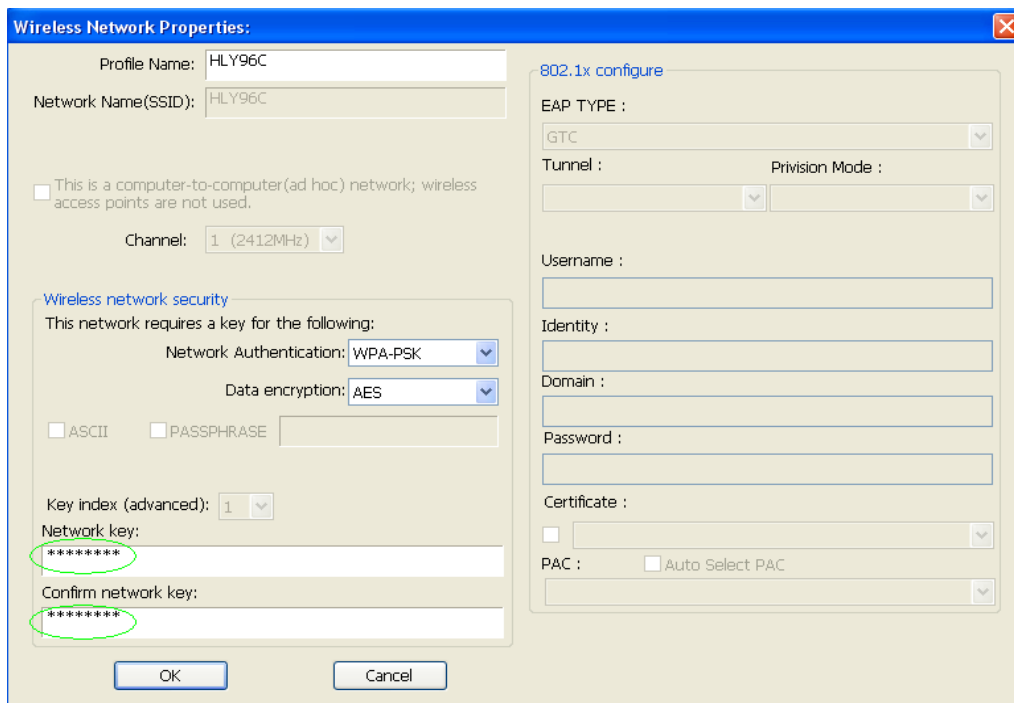 Wireless Network Properties:
Profile Name: HLY96C
Network Name(SSID): HLY96C
This is a computer-to-computer(ad hoc) network; wireless
access points are not used.
Channel: 1 (2412MHz)
Wireless network security
This network requires a key for the following:
Network Authentication: WPA-PSK
Data encryption: AES
ASCII PASSPHRASE
Key index (advanced): 1
Network key:
********
Confirm network key:
********
OK Cancel
802.1x configure
EAP TYPE :
GTC
Tunnel : Privision Mode :
Username :
Identity :
Domain :
Password :
Certificate :
PAC : Auto Select PAC